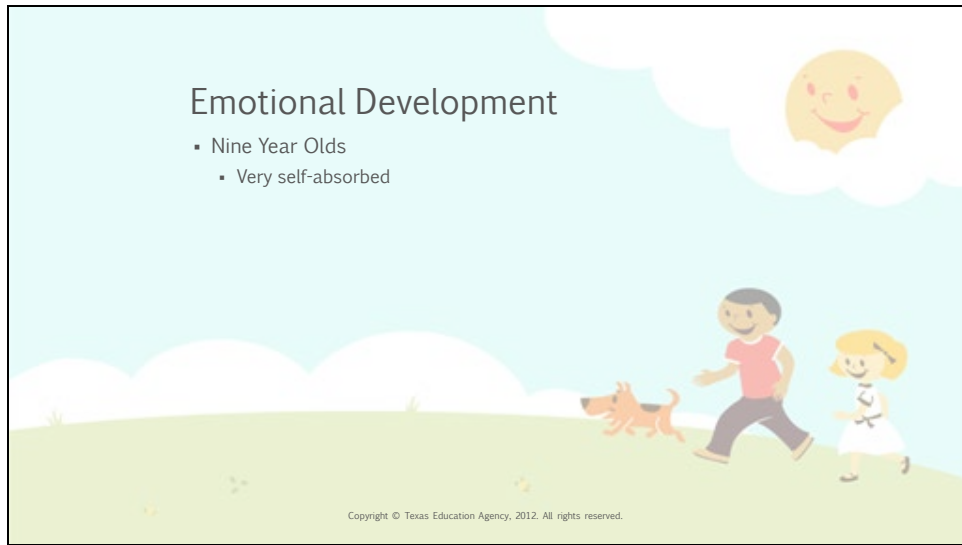 Emotional Development
▪ Nine Year Olds
▪ Very self-absorbed
Copyright © Texas Education Agency, 2012. All rights reserved.